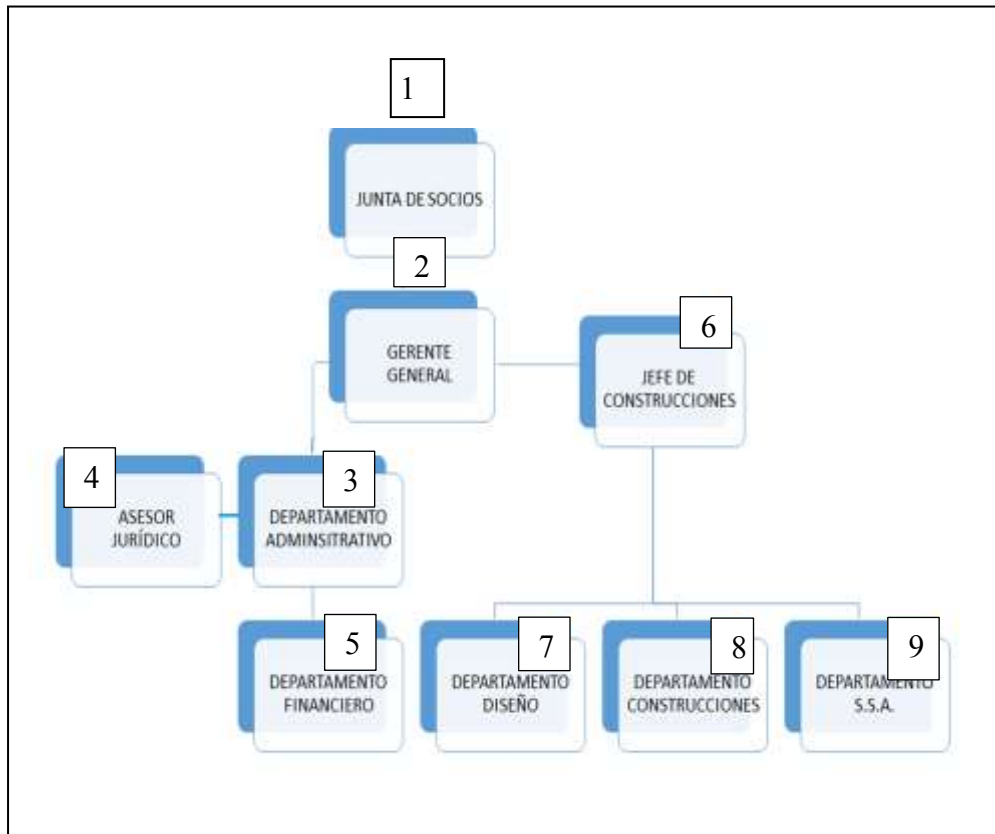 1
JUNTA DE SOCIOS
2
GERENTE
GENERAL
6
JEFE DE
CONSTRUCCIONES
4
ASESOR
JURÍDICO
3
DEPARTAMENTO
ADMINSITRATIVO
5
DEPARTAMENTO
FINANCIERO
7
DEPARTAMENTO
DISEÑO
8
DEPARTAMENTO
CONSTRUCCIONES
9
DEPARTAMENTO
S.S.A.